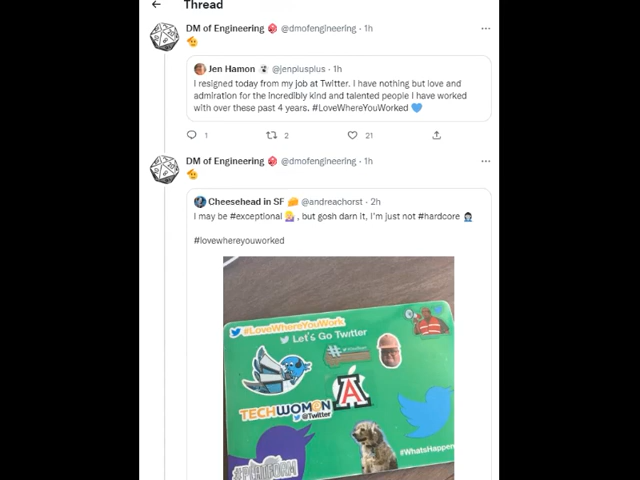 Thread
DM of Engineering @dmofengineering · 1h
Jen Hamon @jenplusplus · 1h
I resigned today from my job at Twitter. I have nothing but love and
admiration for the incredibly kind and talented people I have worked
with over these past 4 years. #LoveWhereYouWorked 💙
1 2 21
DM of Engineering @dmofengineering · 1h
Cheesehead in SF 🧀 @andreachorst · 2h
I may be #exceptional, but gosh darn it, I'm just not #hardcore
#lovewhereyouworked
#LoveWhereYouWork
Let's Go Twitter
#
A
TECHWOMEN
@Twitter
#WhatsHappen